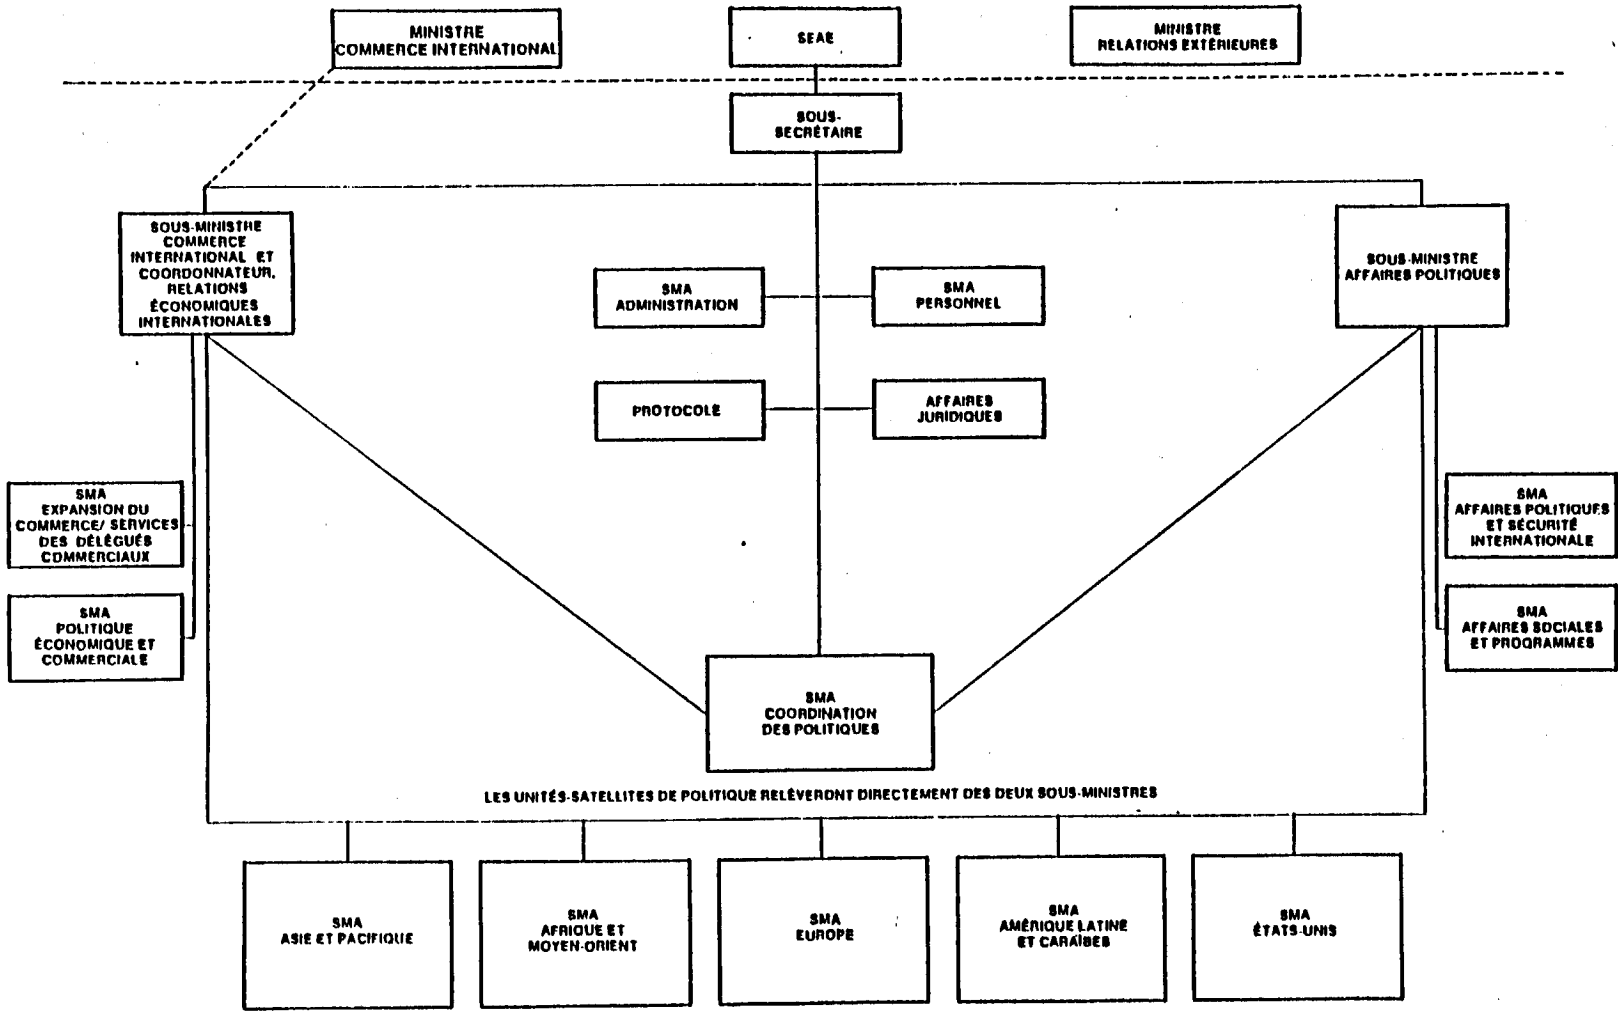 MINISTRE
COMMERCE INTERNATIONAL
SEAE
MINISTRE
RELATIONS EXTÉRIEURES
SOUS-
SECRÉTAIRE
SOUS-MINISTRE
COMMERCE
INTERNATIONAL ET
COORDONNATEUR,
RELATIONS
ÉCONOMIQUES
INTERNATIONALES
SOUS-MINISTRE
AFFAIRES POLITIQUES
SMA
ADMINISTRATION
SMA
PERSONNEL
PROTOCOLE
AFFAIRES
JURIDIQUES
SMA
EXPANSION DU
COMMERCE/ SERVICES
DES DÉLÉGUÉS
COMMERCIAUX
SMA
AFFAIRES POLITIQUES
ET SÉCURITÉ
INTERNATIONALE
SMA
POLITIQUE
ÉCONOMIQUE ET
COMMERCIALE
SMA
AFFAIRES SOCIALES
ET PROGRAMMES
SMA
COORDINATION
DES POLITIQUES
LES UNITÉS-SATELLITES DE POLITIQUE RELÈVERONT DIRECTEMENT DES DEUX SOUS-MINISTRES
SMA
ASIE ET PACIFIQUE
SMA
AFRIQUE ET
MOYEN-ORIENT
SMA
EUROPE
SMA
AMÉRIQUE LATINE
ET CARAÏBES
SMA
ÉTATS-UNIS